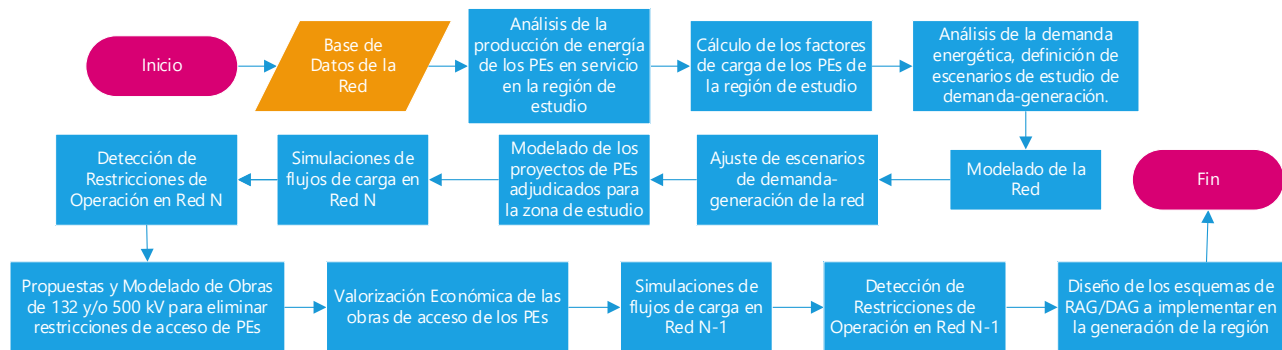 Inicio
Base de
Datos de la
Red
Análisis de la
producción de energía
de los PEs en servicio
en la región de
estudio
Cálculo de los factores
de carga de los PEs de
la región de estudio
Análisis de la demanda
energética, definición de
escenarios de estudio de
demanda-generación.
Modelado de la
Red
Ajuste de escenarios
de demanda-
generación de la red
Modelado de los
proyectos de PEs
adjudicados para
la zona de estudio
Simulaciones de
flujos de carga en
Red N
Detección de
Restricciones de
Operación en Red N
Propuestas y Modelado de Obras
de 132 y/o 500 kV para eliminar
restricciones de acceso de PEs
Valorización Económica de las
obras de acceso de los PEs
Simulaciones de
flujos de carga en
Red N-1
Detección de
Restricciones de
Operación en Red N-1
Diseño de los esquemas de
RAG/DAG a implementar en
la generación de la región
Fin